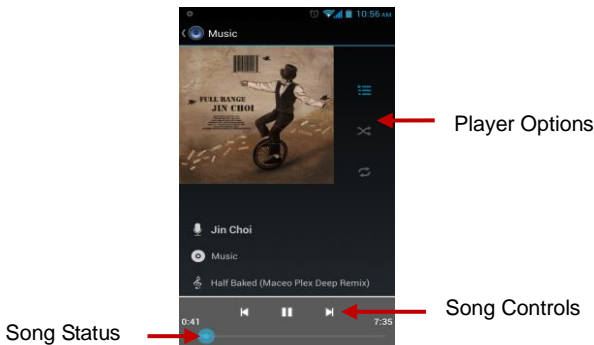 10:56 AM
Music
FULL RANGE
JIN CHOI
Player Options
Jin Choi
Music
Half Baked (Maceo Plex Deep Remix)
Song Controls
0:41
7:35
Song Status